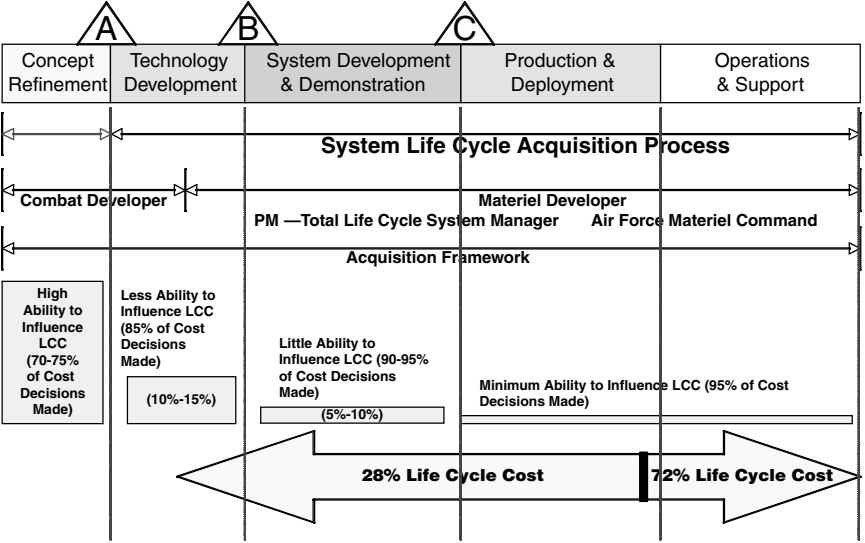 A
B
C
Concept
Refinement
Technology
Development
System Development
& Demonstration
Production &
Deployment
Operations
& Support
System Life Cycle Acquisition Process
Combat Developer
Materiel Developer
PM —Total Life Cycle System Manager
Air Force Materiel Command
Acquisition Framework
High
Ability to
Influence
LCC
(70-75%
of Cost
Decisions
Made)
Less Ability to
Influence LCC
(85% of Cost
Decisions
Made)
(10%-15%)
Little Ability to
Influence LCC (90-95%
of Cost Decisions
Made)
(5%-10%)
Minimum Ability to Influence LCC (95% of Cost
Decisions Made)
28% Life Cycle Cost
72% Life Cycle Cost